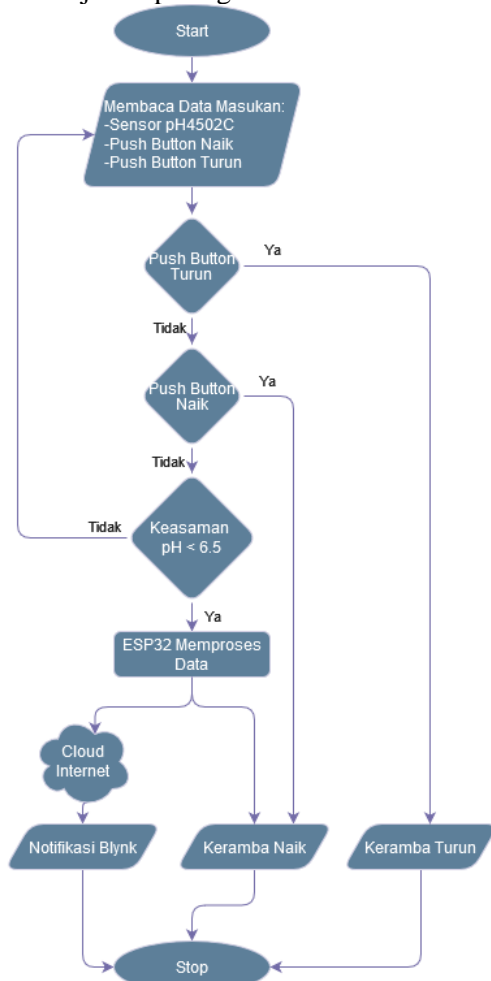 Start
Membaca Data Masukan:
-Sensor pH4502C
-Push Button Naik
-Push Button Turun
Push Button
Turun
Ya
Tidak
Push Button
Naik
Ya
Tidak
Keasaman
pH < 6.5
Tidak
Ya
ESP32 Memproses
Data
Cloud
Internet
Notifikasi Blynk
Keramba Naik
Keramba Turun
Stop